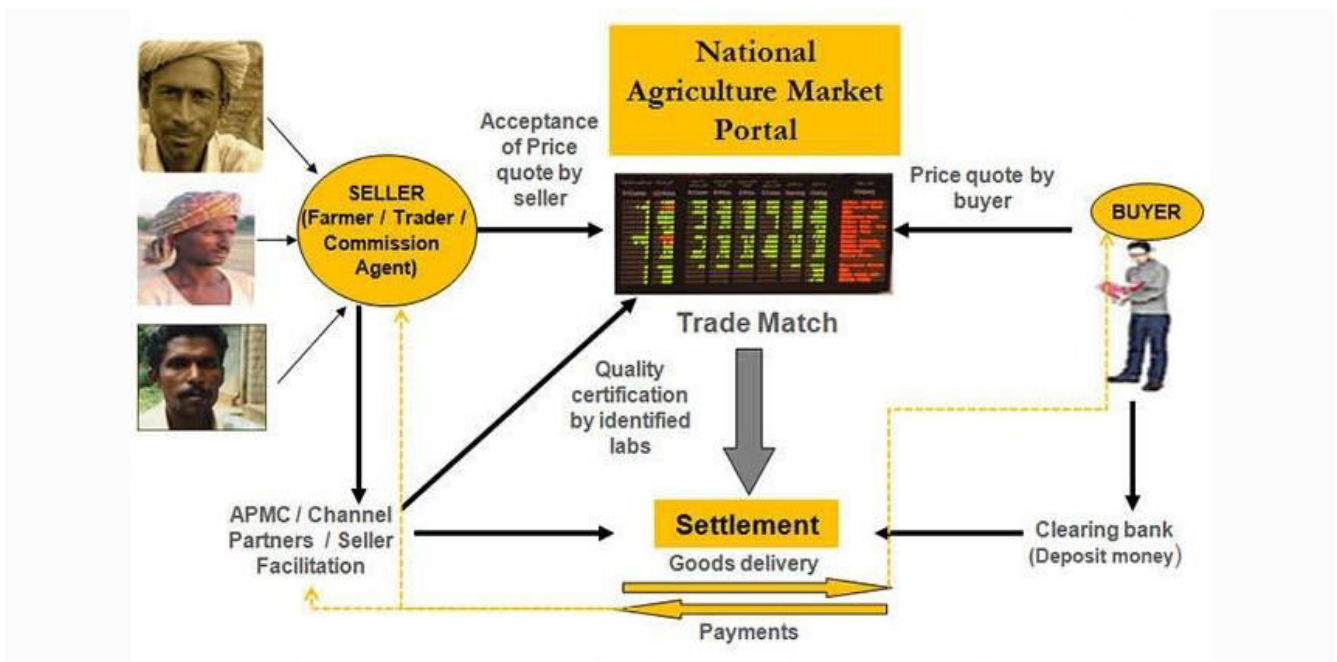 National
Agriculture Market
Portal
Acceptance
of Price
quote by
seller
Price quote by
buyer
SELLER
(Farmer / Trader /
Commission
Agent)
BUYER
Trade Match
Quality
certification
by identified
labs
APMC / Channel
Partners / Seller
Facilitation
Settlement
Goods delivery
Payments
Clearing bank
(Deposit money)